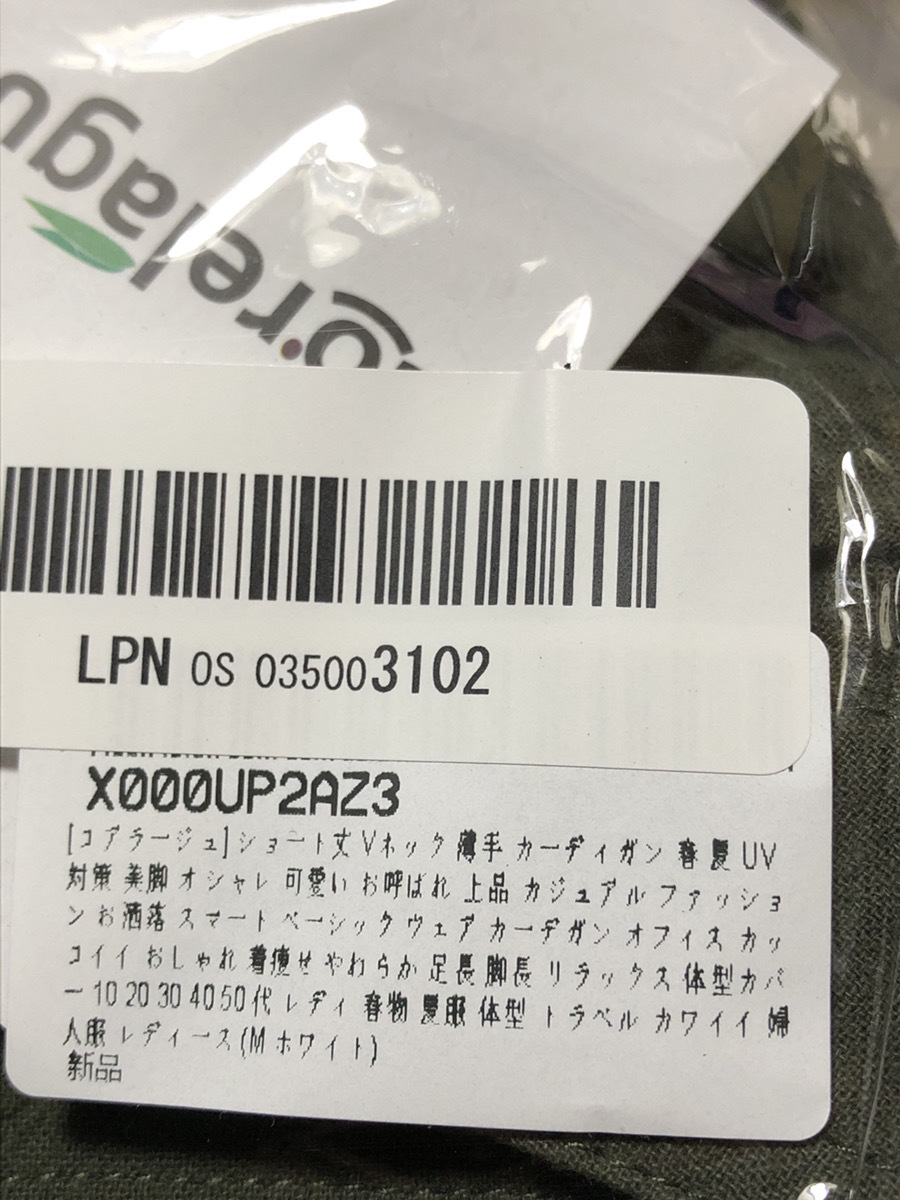 örelagu
LPN OS 035003102
X000UP2AZ3
[コアラージュ] ショート丈 Vネック 薄手 カーディガン 春 夏 UV
対策 美脚 オシャレ 可愛い お呼ばれ 上品 カジュアル ファッショ
ン お洒落 スマート ベーシック ウェア カーデガン オフィス カッ
コイイ おしゃれ 着痩せ やわらか 足長 脚長 リラックス 体型カバ
ー 10 20 30 40 50代 レディ 春物 夏服 体型 トラベル カワイイ 婦
人服 レディース(M ホワイト)
新品